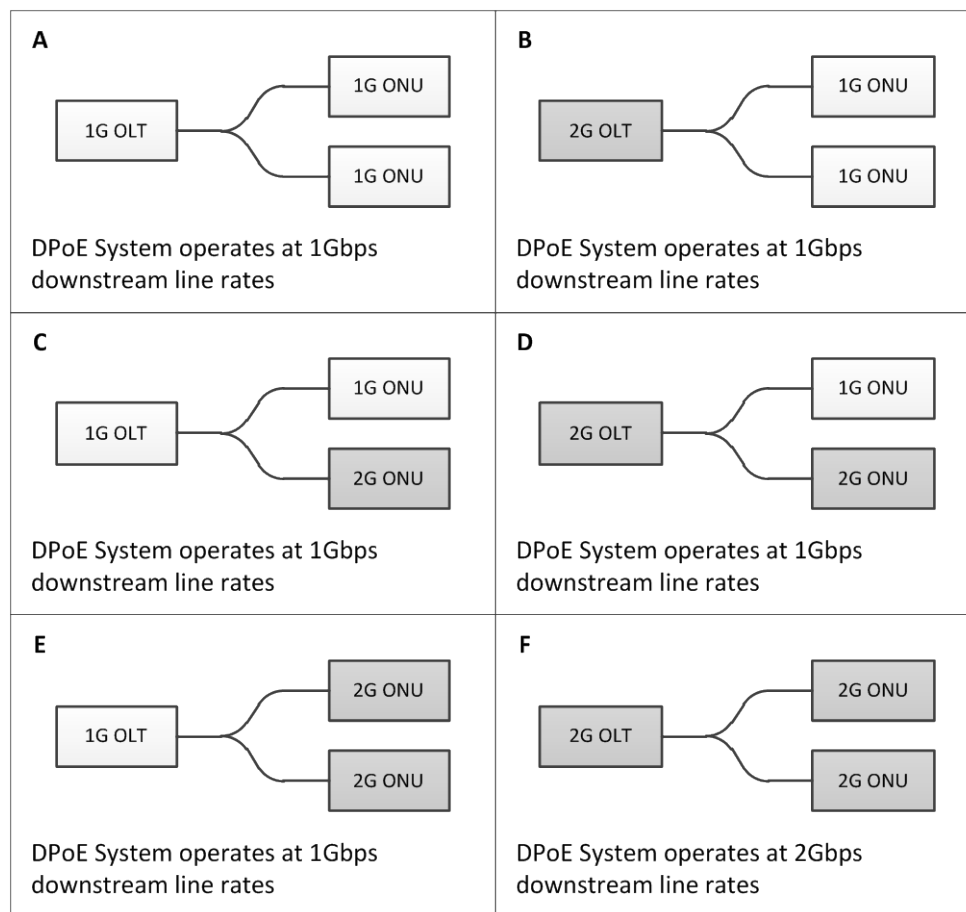 A
1G OLT
1G ONU
1G ONU
DPoE System operates at 1Gbps
downstream line rates
B
2G OLT
1G ONU
1G ONU
DPoE System operates at 1Gbps
downstream line rates
C
1G OLT
1G ONU
2G ONU
DPoE System operates at 1Gbps
downstream line rates
D
2G OLT
1G ONU
2G ONU
DPoE System operates at 1Gbps
downstream line rates
E
1G OLT
2G ONU
2G ONU
DPoE System operates at 1Gbps
downstream line rates
F
2G OLT
2G ONU
2G ONU
DPoE System operates at 2Gbps
downstream line rates